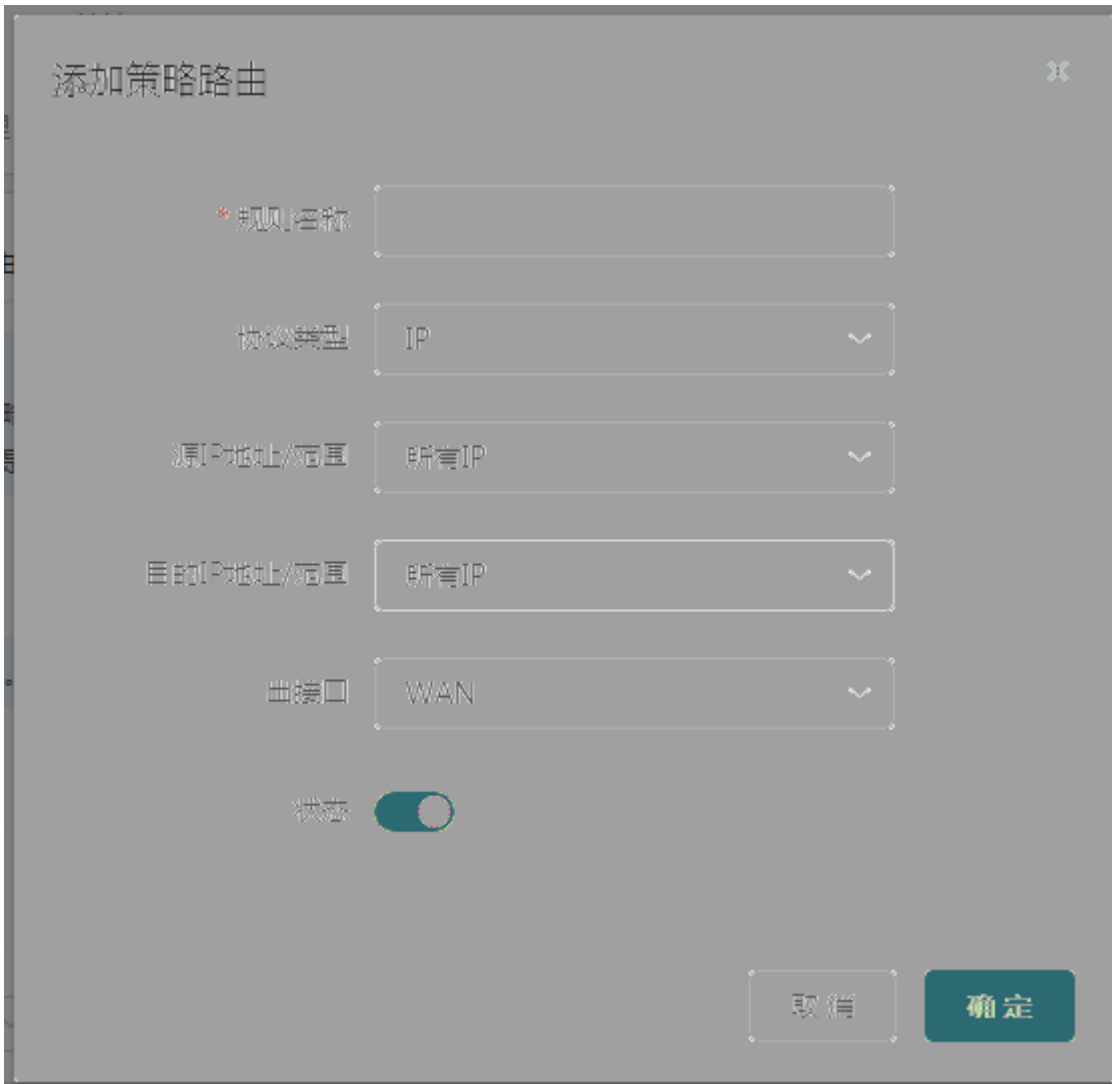 添加策略路由
* 规则名称
协议类型 IP
源IP地址/范围 所有IP
目的IP地址/范围 所有IP
出接口 WAN
状态
取消 确定